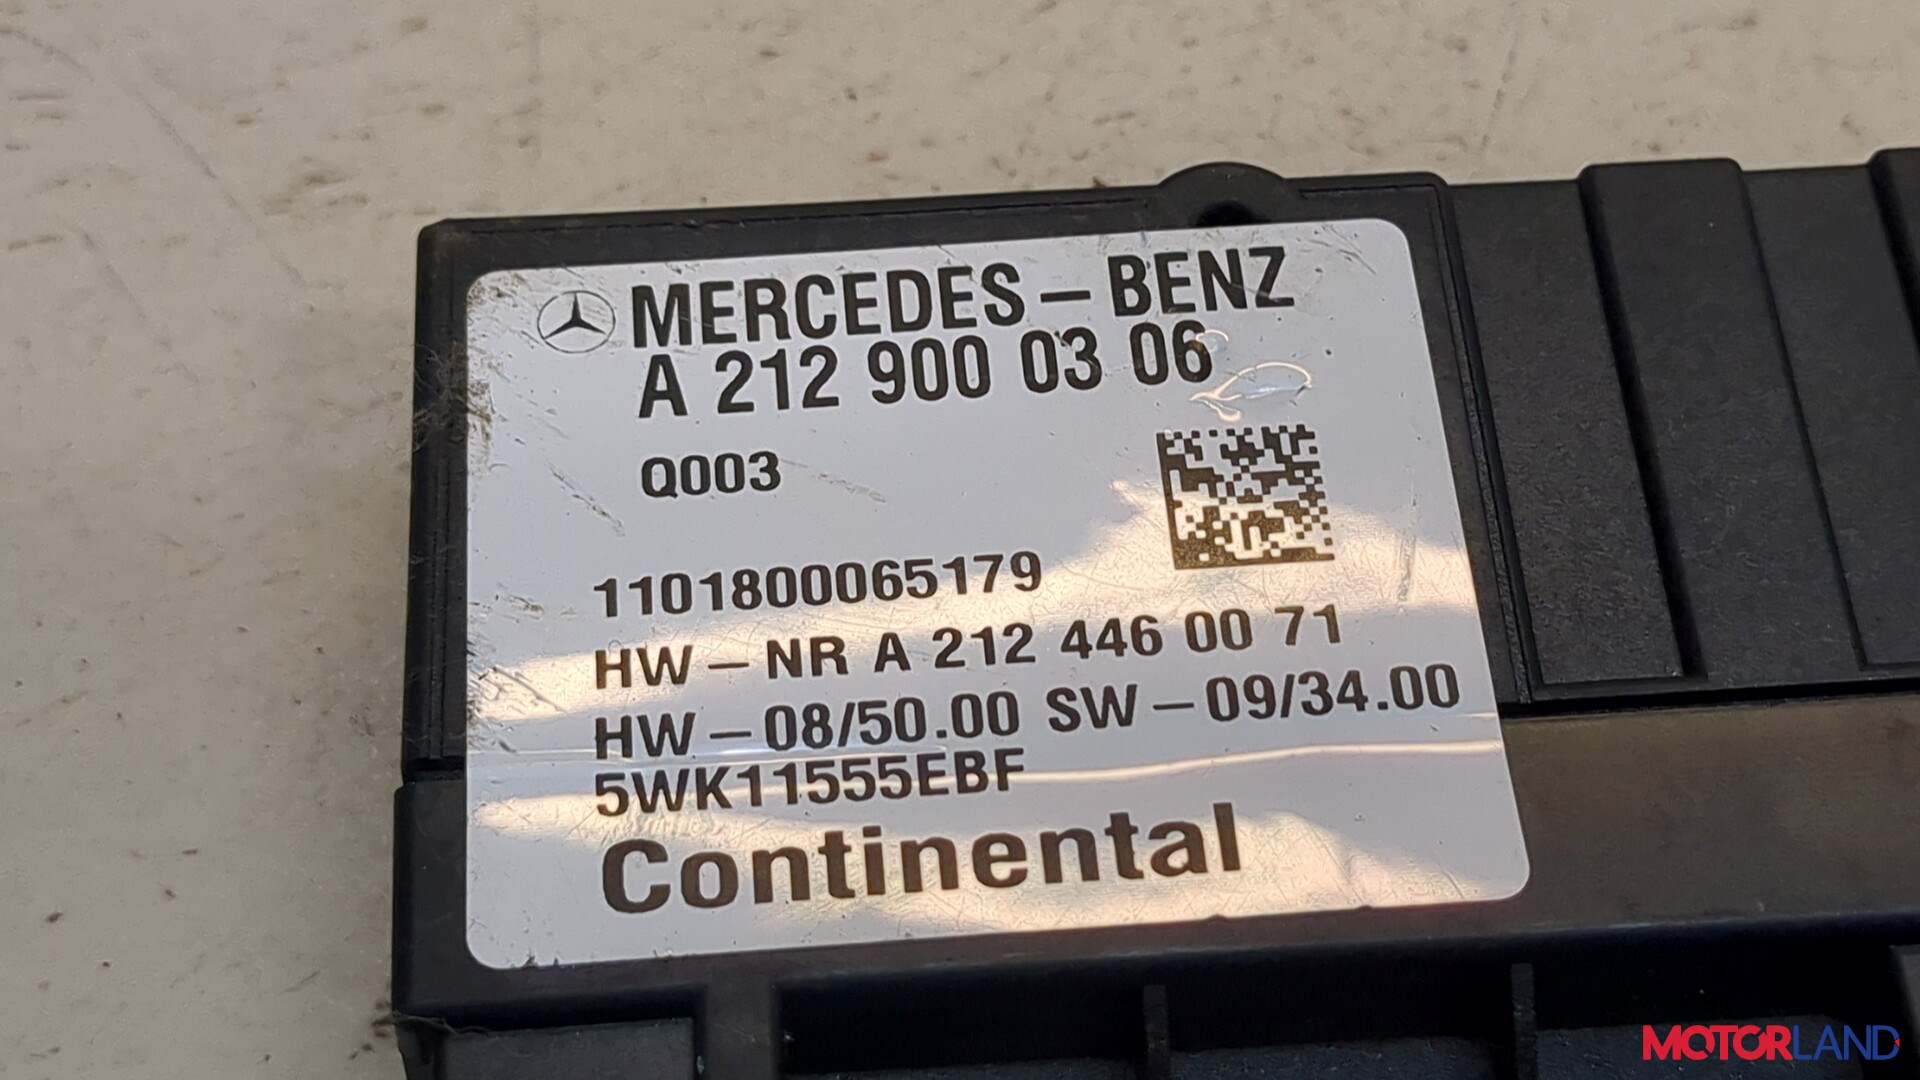 MERCEDES-BENZ
A 212 900 03 06
Q003
1101800065179
HW-NR A 212 446 00 71
HW-08/50.00 SW-09/34.00
5WK11555EBF
Continental
MOTORLAND